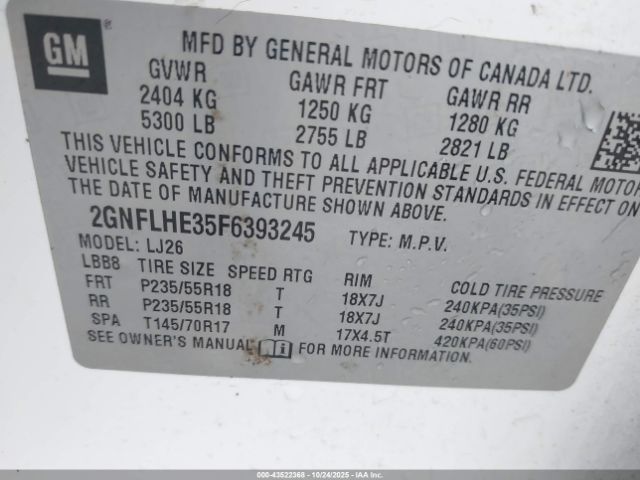 GM
MFD BY GENERAL MOTORS OF CANADA LTD.
GVWR GAWR FRT GAWR RR
2404 KG 1250 KG 1280 KG
5300 LB 2755 LB 2821 LB
THIS VEHICLE CONFORMS TO ALL APPLICABLE U.S. FEDERAL MOTOR
VEHICLE SAFETY AND THEFT PREVENTION STANDARDS IN EFFECT ON
THE DATE OF MANUFACTURE SHOWN ABOVE.
2GNFLHE35F6393245 TYPE: M.P.V.
MODEL: LJ26
LBB8 TIRE SIZE SPEED RTG RIM COLD TIRE PRESSURE
FRT P235/55R18 T 18X7J 240KPA(35PSI)
RR P235/55R18 T 18X7J 240KPA(35PSI)
SPA T145/70R17 M 17X4.5T 420KPA(60PSI)
SEE OWNER'S MANUAL FOR MORE INFORMATION.
000-43522368 - 10/24/2025 - IAAI.COM